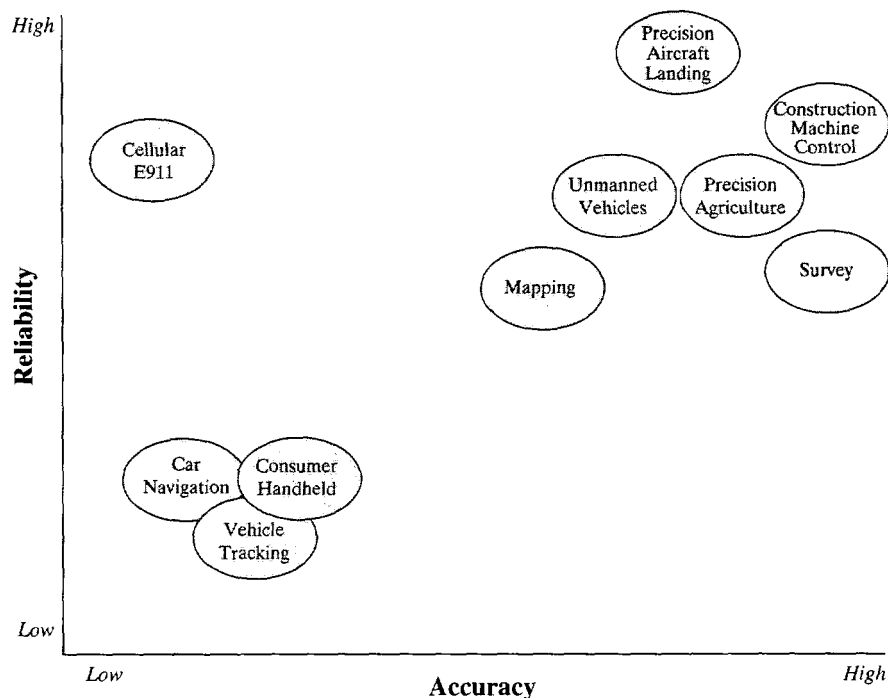 High
Precision
Aircraft
Landing
Construction
Machine
Control
Cellular
E911
Unmanned
Vehicles
Precision
Agriculture
Survey
Mapping
Reliability
Car
Navigation
Consumer
Handheld
Vehicle
Tracking
Low
Low
Accuracy
High